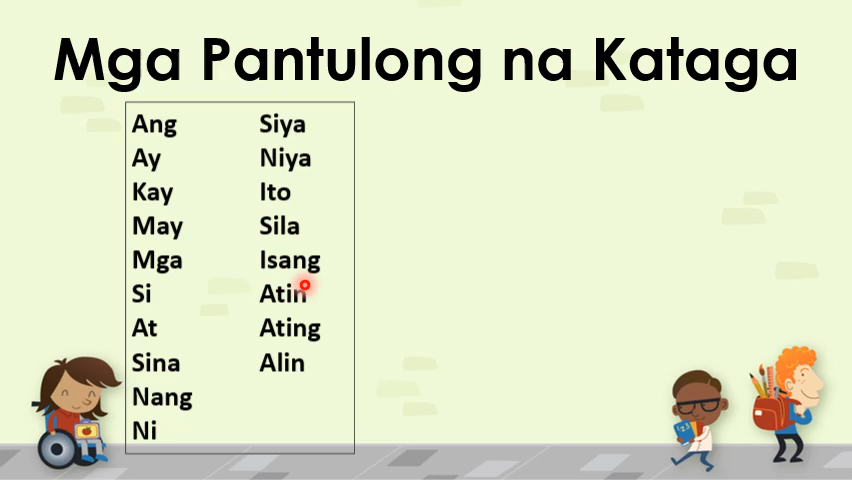 Mga Pantulong na Kataga
Ang
Ay
Kay
May
Mga
Si
At
Sina
Nang
Ni
Siya
Niya
Ito
Sila
Isang
Atin
Ating
Alin